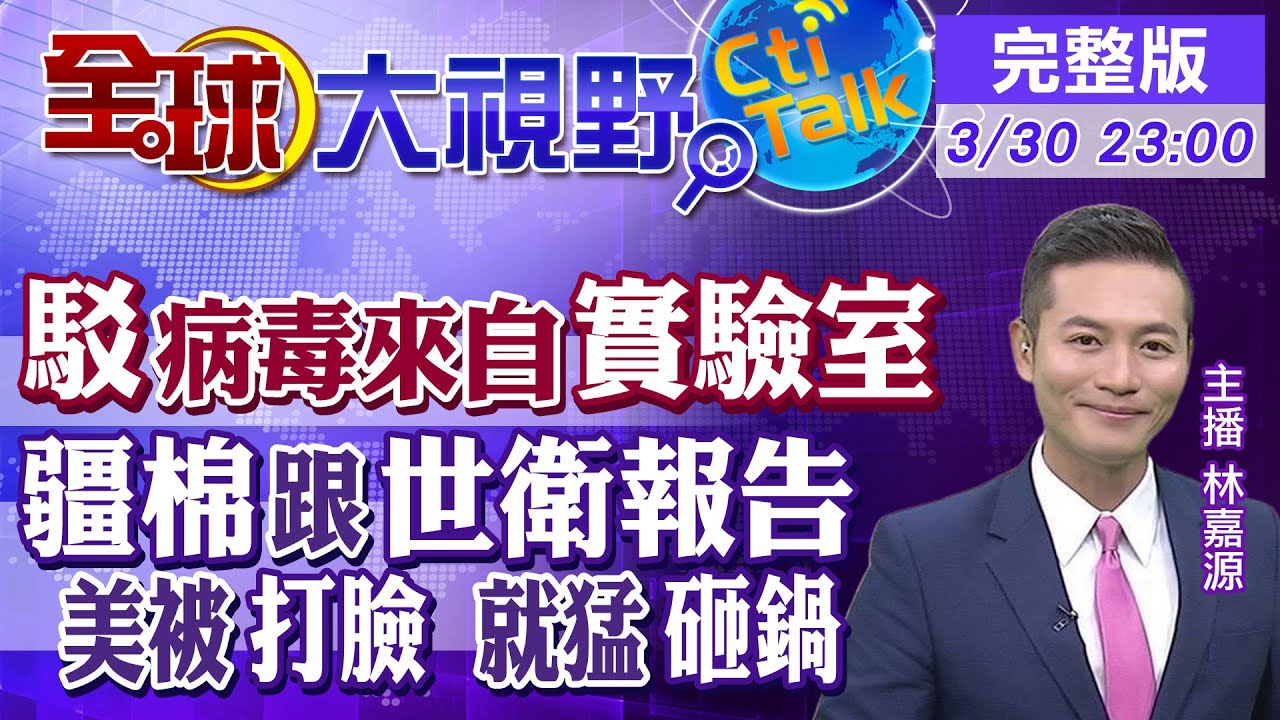 全球大視野
Cti
Talk
完整版
3/30 23:00
駁病毒來自實驗室
疆棉跟世衛報告
美被打臉 就猛砸鍋
主播 林嘉源